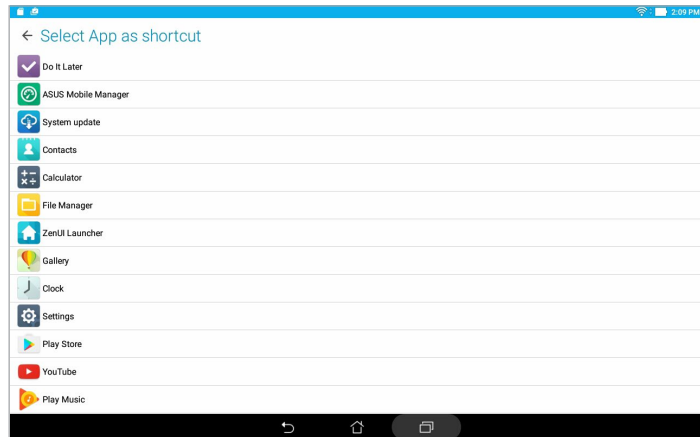 2:09 PM
Select App as shortcut
Do It Later
ASUS Mobile Manager
System update
Contacts
Calculator
File Manager
ZenUI Launcher
Gallery
Clock
Settings
Play Store
YouTube
Play Music